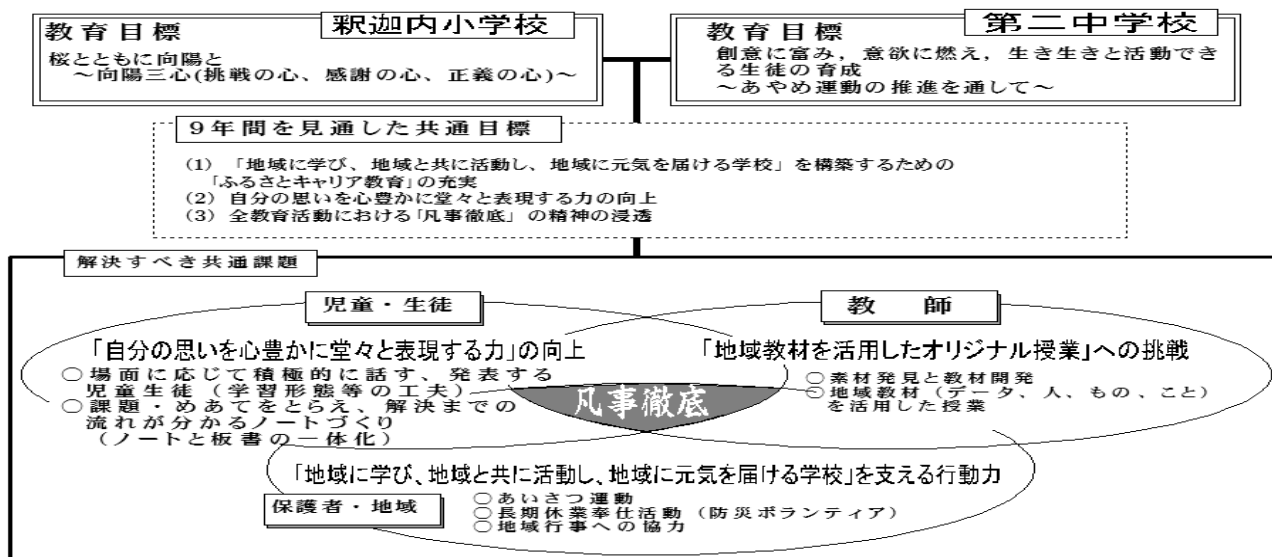 釈迦内小学校
教育目標
桜とともに向陽と
～向陽三心(挑戦の心、感謝の心、正義の心)～
第二中学校
教育目標
創意に富み，意欲に燃え，生き生きと活動でき
る生徒の育成
～あやめ運動の推進を通して～
９年間を見通した共通目標
(1) 「地域に学び、地域と共に活動し、地域に元気を届ける学校」を構築するための
「ふるさとキャリア教育」の充実
(2) 自分の思いを心豊かに堂々と表現する力の向上
(3) 全教育活動における「凡事徹底」の精神の浸透
解決すべき共通課題
児童・生徒
「自分の思いを心豊かに堂々と表現する力」の向上
○場面に応じて積極的に話す、発表する
児童生徒（学習形態等の工夫）
○課題・めあてをとらえ、解決までの
流れが分かるノートづくり
（ノートと板書の一体化）
教　師
「地域教材を活用したオリジナル授業」への挑戦
○素材発見と教材開発
○地域教材（データ、人、もの、こと）
を活用した授業
凡事徹底
「地域に学び、地域と共に活動し、地域に元気を届ける学校」を支える行動力
保護者・地域
○あいさつ運動
○長期休業奉仕活動（防災ボランティア）
○地域行事への協力